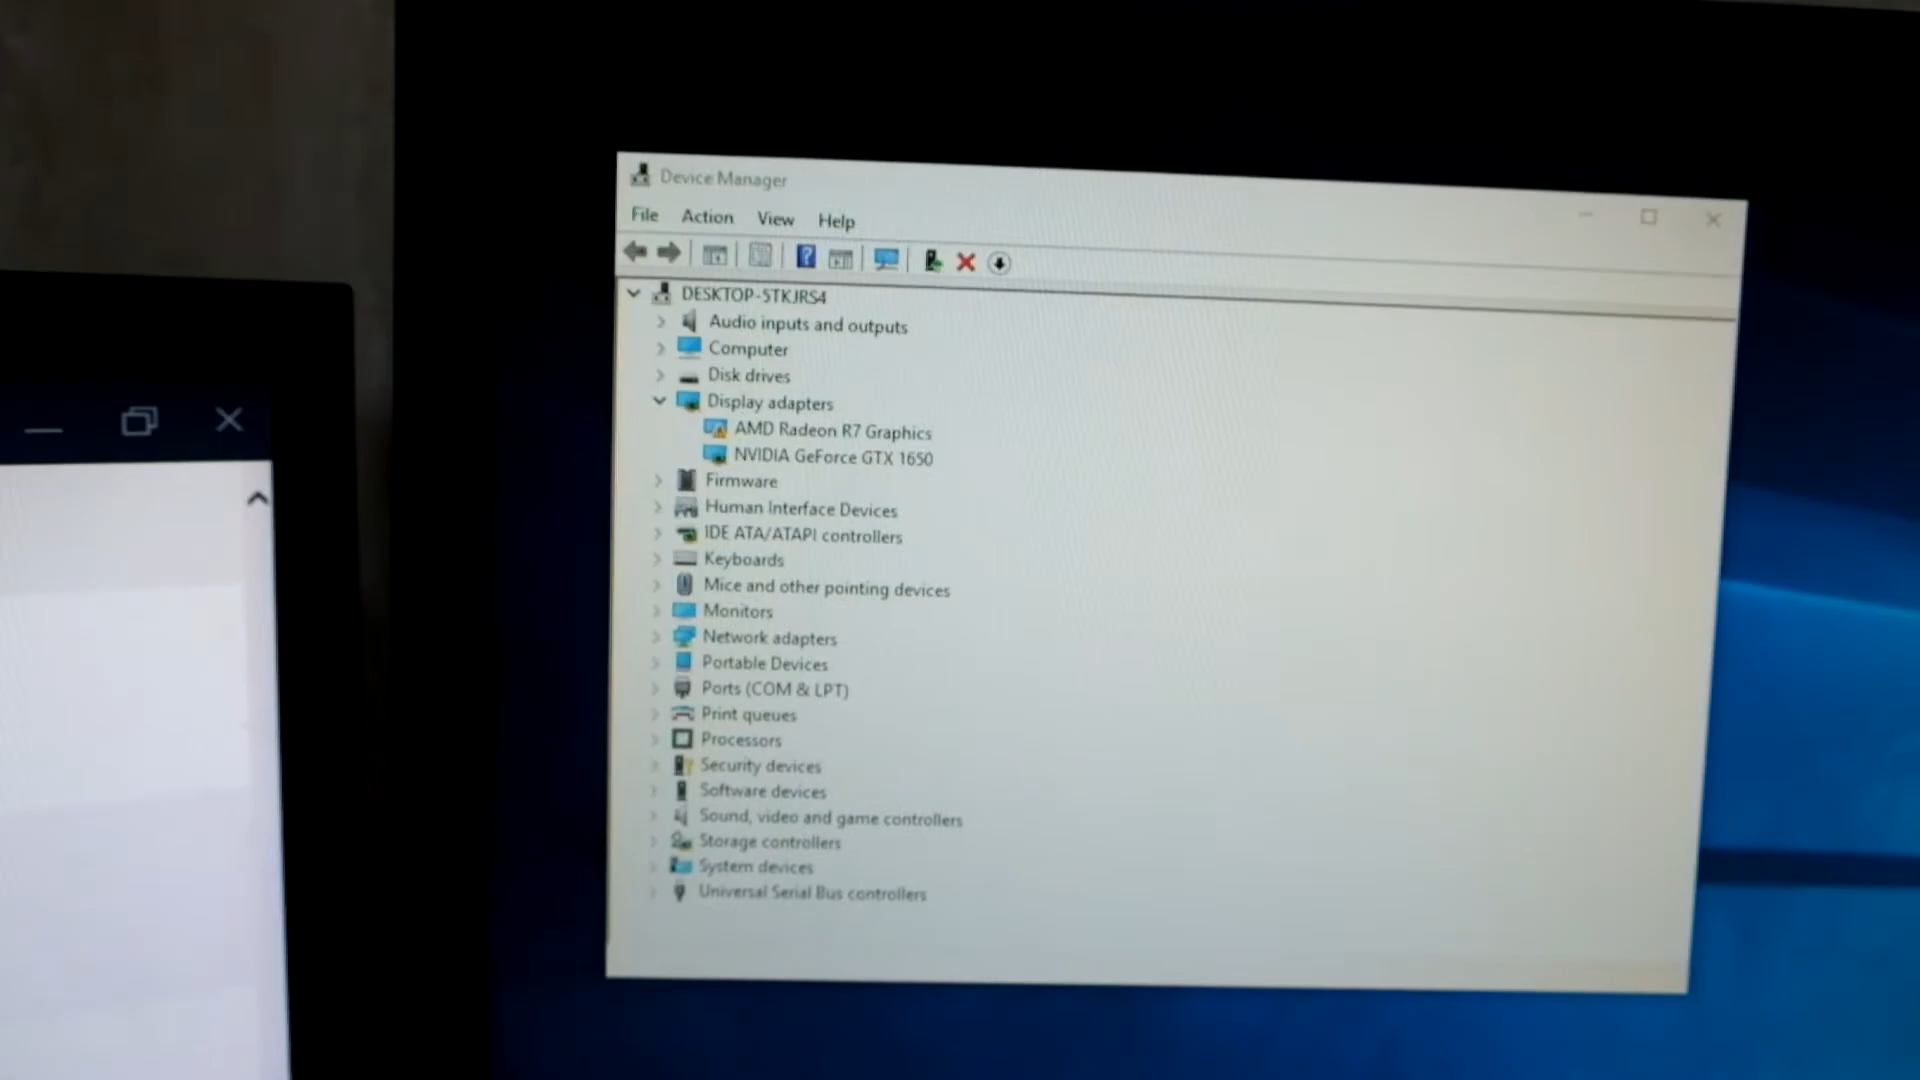 Device Manager
File Action View Help
DESKTOP-5TKJRS4
Audio inputs and outputs
Computer
Disk drives
Display adapters
AMD Radeon R7 Graphics
NVIDIA GeForce GTX 1650
Firmware
Human Interface Devices
IDE ATA/ATAPI controllers
Keyboards
Mice and other pointing devices
Monitors
Network adapters
Portable Devices
Ports (COM & LPT)
Print queues
Processors
Security devices
Software devices
Sound, video and game controllers
Storage controllers
System devices
Universal Serial Bus controllers